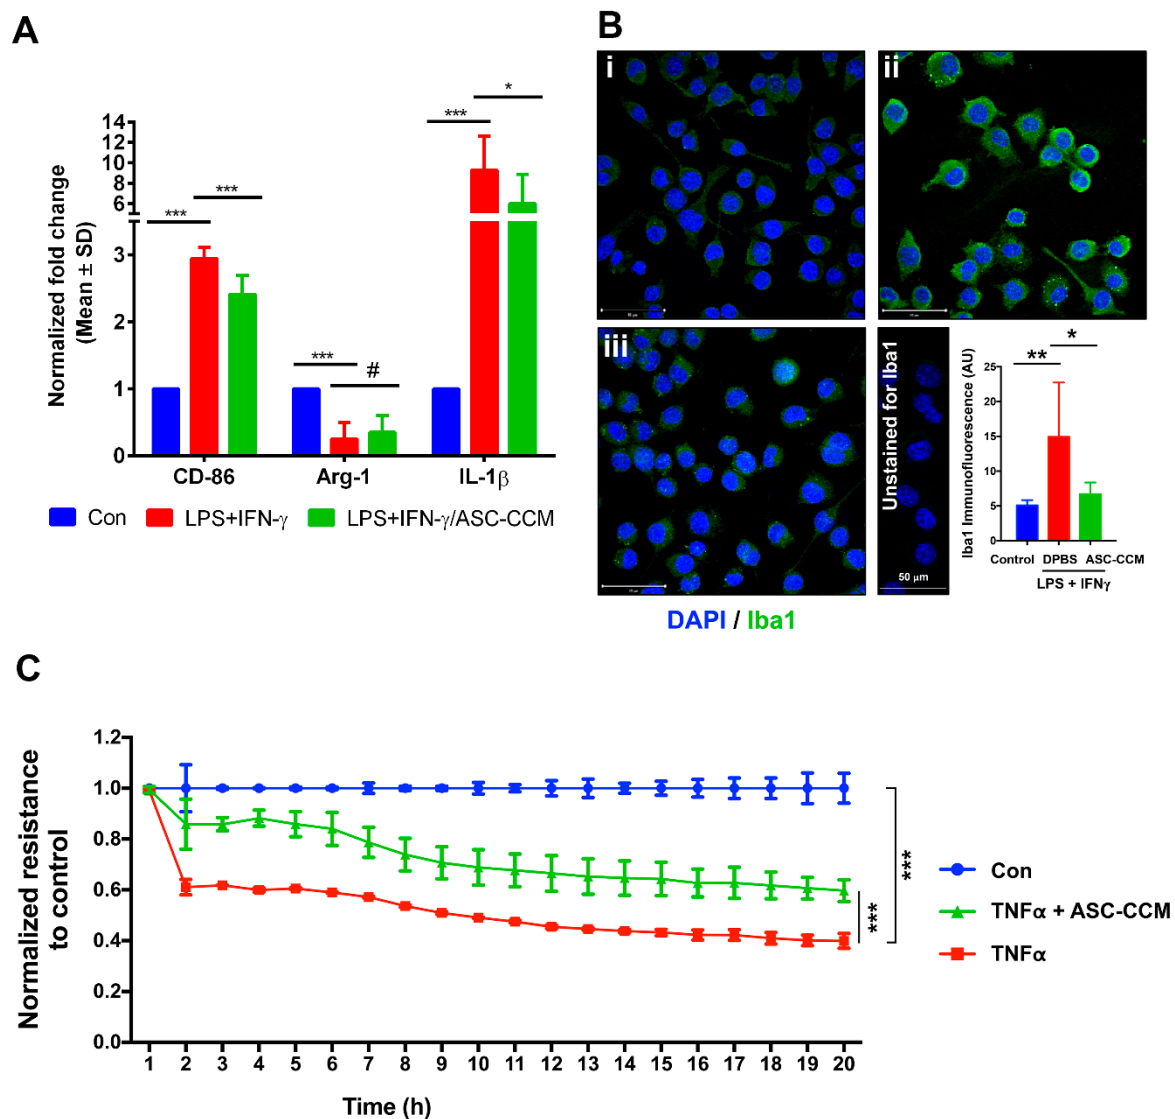 A
Normalized fold change
(Mean ± SD)
14
12
10
8
6
3
2
1
0
***
***
***
#
***
*
CD-86 Arg-1 IL-1β
Con LPS+IFN-γ LPS+IFN-γ/ASC-CCM
B
i
ii
iii
Unstained for Iba1
50 µm
DAPI / Iba1
Iba1 Immunofluorescence (AU)
25
20
15
10
5
0
**
*
Control DPBS ASC-CCM
LPS + IFNγ
C
Normalized resistance
to control
1.2
1.0
0.8
0.6
0.4
0.2
0.0
1 2 3 4 5 6 7 8 9 10 11 12 13 14 15 16 17 18 19 20
Time (h)
***
***
Con
TNFα + ASC-CCM
TNFα